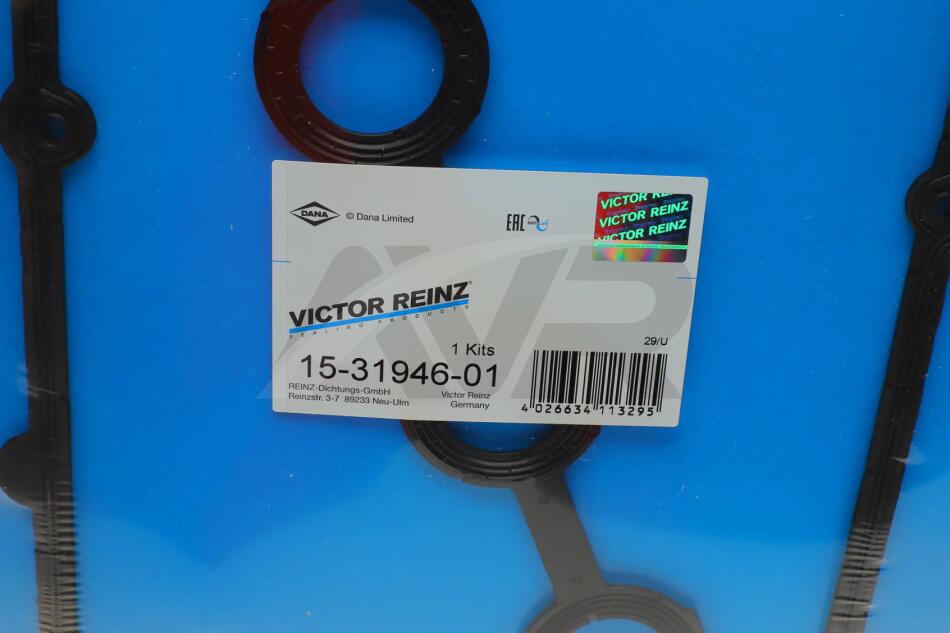 DANA
© Dana Limited
EAC
VICTOR REINZ
VICTOR REINZ
VICTOR REINZ
VICTOR REINZ®
SEALING PRODUCTS
1 Kits
29/U
15-31946-01
REINZ-Dichtungs-GmbH
Reinzstr. 3-7 89233 Neu-Ulm
Victor Reinz
Germany
4 026634 113295
AVR